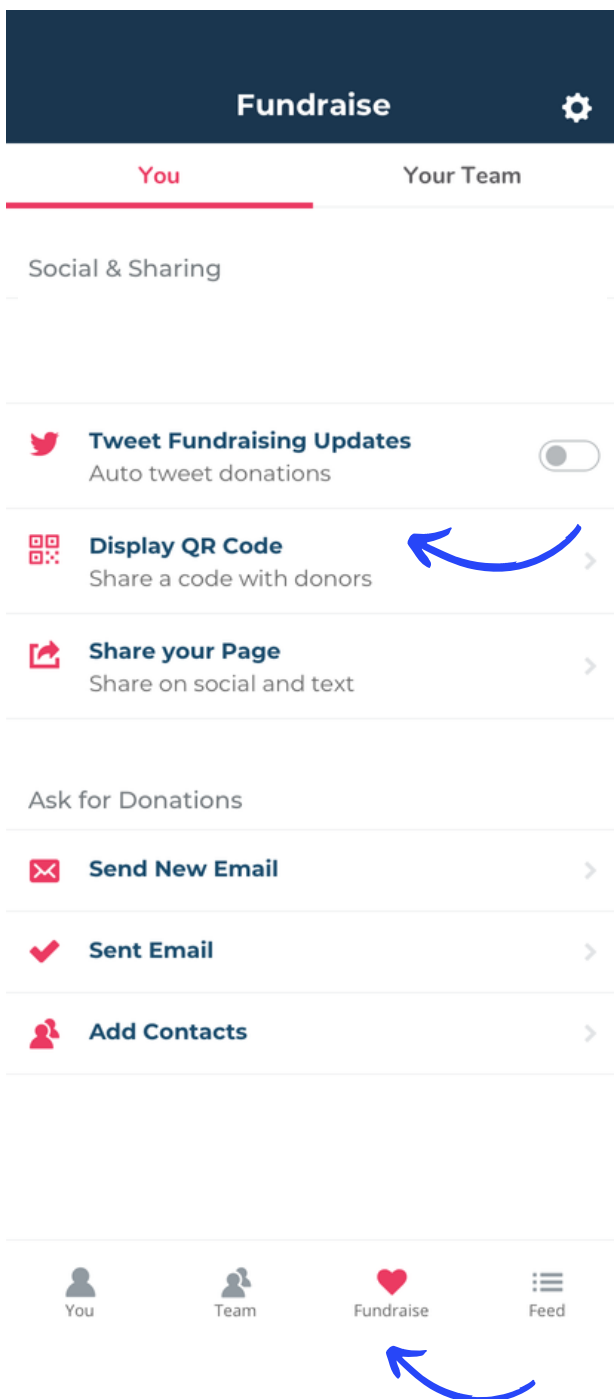 Fundraise
You
Your Team
Social & Sharing
Tweet Fundraising Updates
Auto tweet donations
Display QR Code
Share a code with donors
Share your Page
Share on social and text
Ask for Donations
Send New Email
Sent Email
Add Contacts
You
Team
Fundraise
Feed